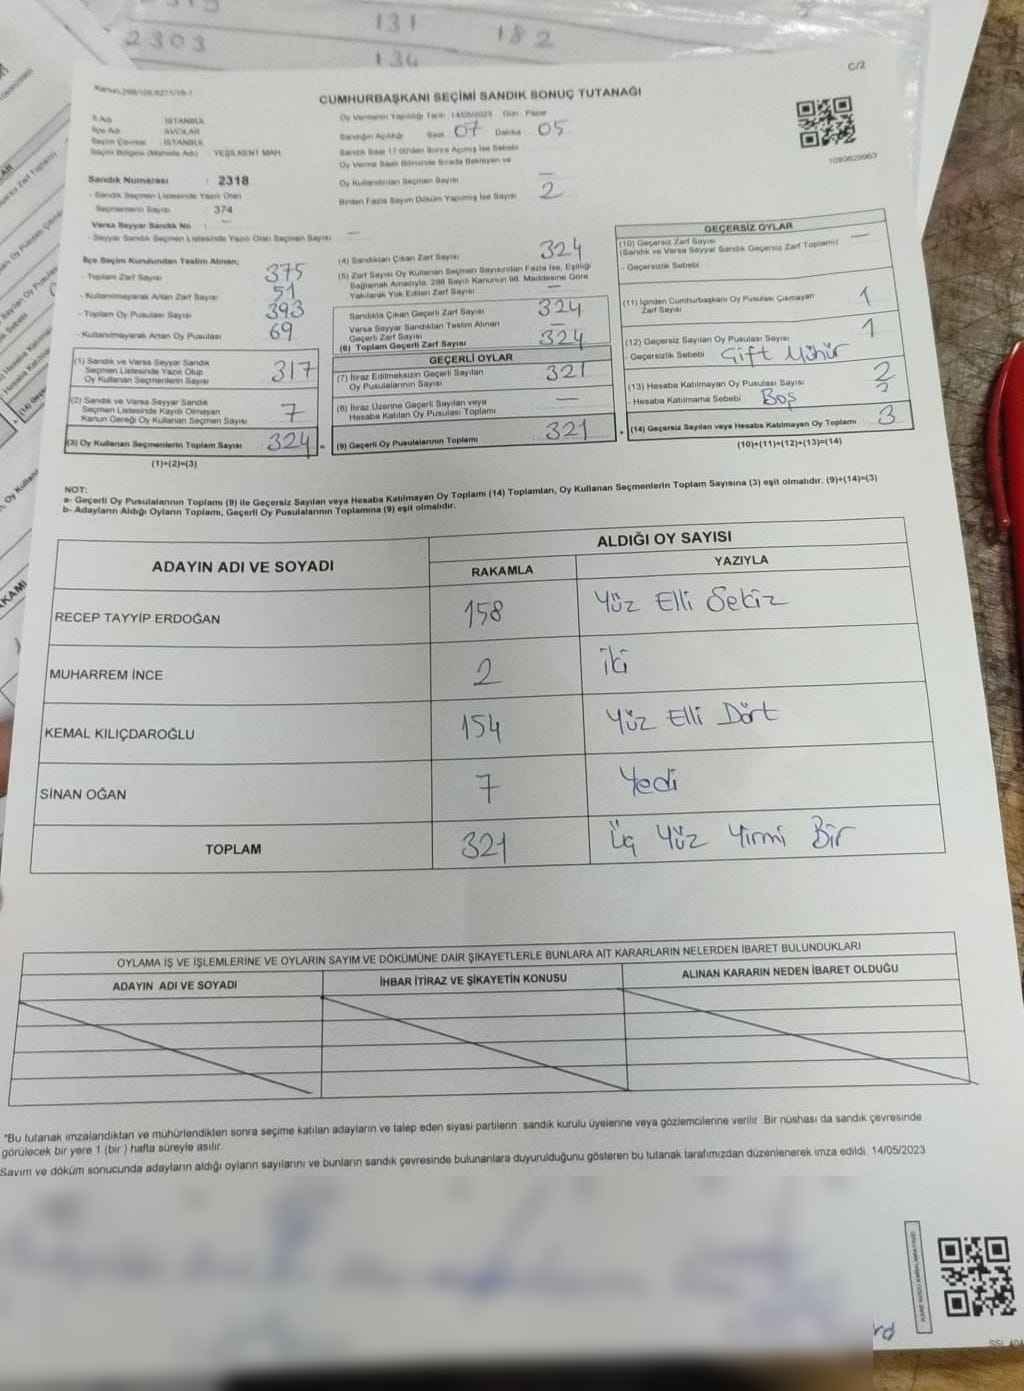 131
182
2303
134
C/2
CUMHURBAŞKANI SEÇİMİ SANDIK SONUÇ TUTANAĞI
İl Adı : İSTANBUL
İlçe Adı : AVCILAR
Seçim Çevresi : İSTANBUL
Seçim Bölgesi (Mahalle Adı) : YEŞİLKENT MAH.
Oy Vermenin Yapıldığı Tarih : 14/05/2023 Gün : Pazar
Sandığın Açıldığı Saat 07 Dakika 05
Sandık Saat 17.00'den Sonra Açılmış İse Sebebi
Oy Verme Saati Bitiminde Sırada Bekleyen ve
Oy Kullandırılan Seçmen Sayısı —
Birden Fazla Sayım Döküm Yapılmış İse Sayısı 2
Sandık Numarası : 2318
- Sandık Seçmen Listesinde Yazılı Olan
Seçmenlerin Sayısı : 374
Varsa Seyyar Sandık No : —
- Seyyar Sandık Seçmen Listesinde Yazılı Olan Seçmen Sayısı : —
İlçe Seçim Kurulundan Teslim Alınan;
- Toplam Zarf Sayısı 375
- Kullanılmayarak Artan Zarf Sayısı 51
- Toplam Oy Pusulası Sayısı 393
- Kullanılmayarak Artan Oy Pusulası 69
(1) Sandık ve Varsa Seyyar Sandık
Seçmen Listesinde Yazılı Olup
Oy Kullanan Seçmenlerin Sayısı 317
(2) Sandık ve Varsa Seyyar Sandık
Seçmen Listesinde Kayıtlı Olmayan
Kanun Gereği Oy Kullanan Seçmen Sayısı 7
(3) Oy Kullanan Seçmenlerin Toplam Sayısı 324 =
(1)+(2)=(3)
(4) Sandıktan Çıkan Zarf Sayısı 324
(5) Zarf Sayısı Oy Kullanan Seçmen Sayısından Fazla İse, Eşitliği
Sağlamak Amacıyla, 298 Sayılı Kanunun 98. Maddesine Göre
Yakılarak Yok Edilen Zarf Sayısı —
Sandıkta Çıkan Geçerli Zarf Sayısı 324
Varsa Seyyar Sandıktan Teslim Alınan
Geçerli Zarf Sayısı —
(6) Toplam Geçerli Zarf Sayısı 324
GEÇERLİ OYLAR
(7) İtiraz Edilmeksizin Geçerli Sayılan
Oy Pusulalarının Sayısı 321
(8) İtiraz Üzerine Geçerli Sayılan veya
Hesaba Katılan Oy Pusulası Toplamı —
(9) Geçerli Oy Pusulalarının Toplamı 321 +
GEÇERSİZ OYLAR
(10) Geçersiz Zarf Sayısı —
(Sandık ve Varsa Seyyar Sandık Geçersiz Zarf Toplamı)
- Geçersizlik Sebebi
(11) İçinden Cumhurbaşkanı Oy Pusulası Çıkmayan
Zarf Sayısı 1
(12) Geçersiz Sayılan Oy Pusulası Sayısı 1
- Geçersizlik Sebebi Çift Mühür
(13) Hesaba Katılmayan Oy Pusulası Sayısı 2
- Hesaba Katılmama Sebebi Boş
(14) Geçersiz Sayılan veya Hesaba Katılmayan Oy Toplamı 3
(10)+(11)+(12)+(13)=(14)
NOT:
a- Geçerli Oy Pusulalarının Toplamı (9) ile Geçersiz Sayılan veya Hesaba Katılmayan Oy Toplamı (14) Toplamları, Oy Kullanan Seçmenlerin Toplam Sayısına (3) eşit olmalıdır. (9)+(14)=(3)
b- Adayların Aldığı Oyların Toplamı, Geçerli Oy Pusulalarının Toplamına (9) eşit olmalıdır.
ADAYIN ADI VE SOYADI
ALDIĞI OY SAYISI
RAKAMLA YAZIYLA
RECEP TAYYİP ERDOĞAN 158 Yüz Elli Sekiz
MUHARREM İNCE 2 iki
KEMAL KILIÇDAROĞLU 154 Yüz Elli Dört
SİNAN OĞAN 7 Yedi
TOPLAM 321 Üç Yüz Yirmi Bir
OYLAMA İŞ VE İŞLEMLERİNE VE OYLARIN SAYIM VE DÖKÜMÜNE DAİR ŞİKAYETLERLE BUNLARA AİT KARARLARIN NELERDEN İBARET BULUNDUKLARI
ADAYIN ADI VE SOYADI İHBAR İTİRAZ VE ŞİKAYETİN KONUSU ALINAN KARARIN NEDEN İBARET OLDUĞU
*Bu tutanak imzalandıktan ve mühürlendikten sonra seçime katılan adayların ve talep eden siyasi partilerin sandık kurulu üyelerine veya gözlemcilerine verilir. Bir nüshası da sandık çevresinde
görülecek bir yere 1 (bir) hafta süreyle asılır.
Sayım ve döküm sonucunda adayların aldığı oyların sayılarını ve bunların sandık çevresinde bulunanlara duyurulduğunu gösteren bu tutanak tarafımızdan düzenlenerek imza edildi. 14/05/2023